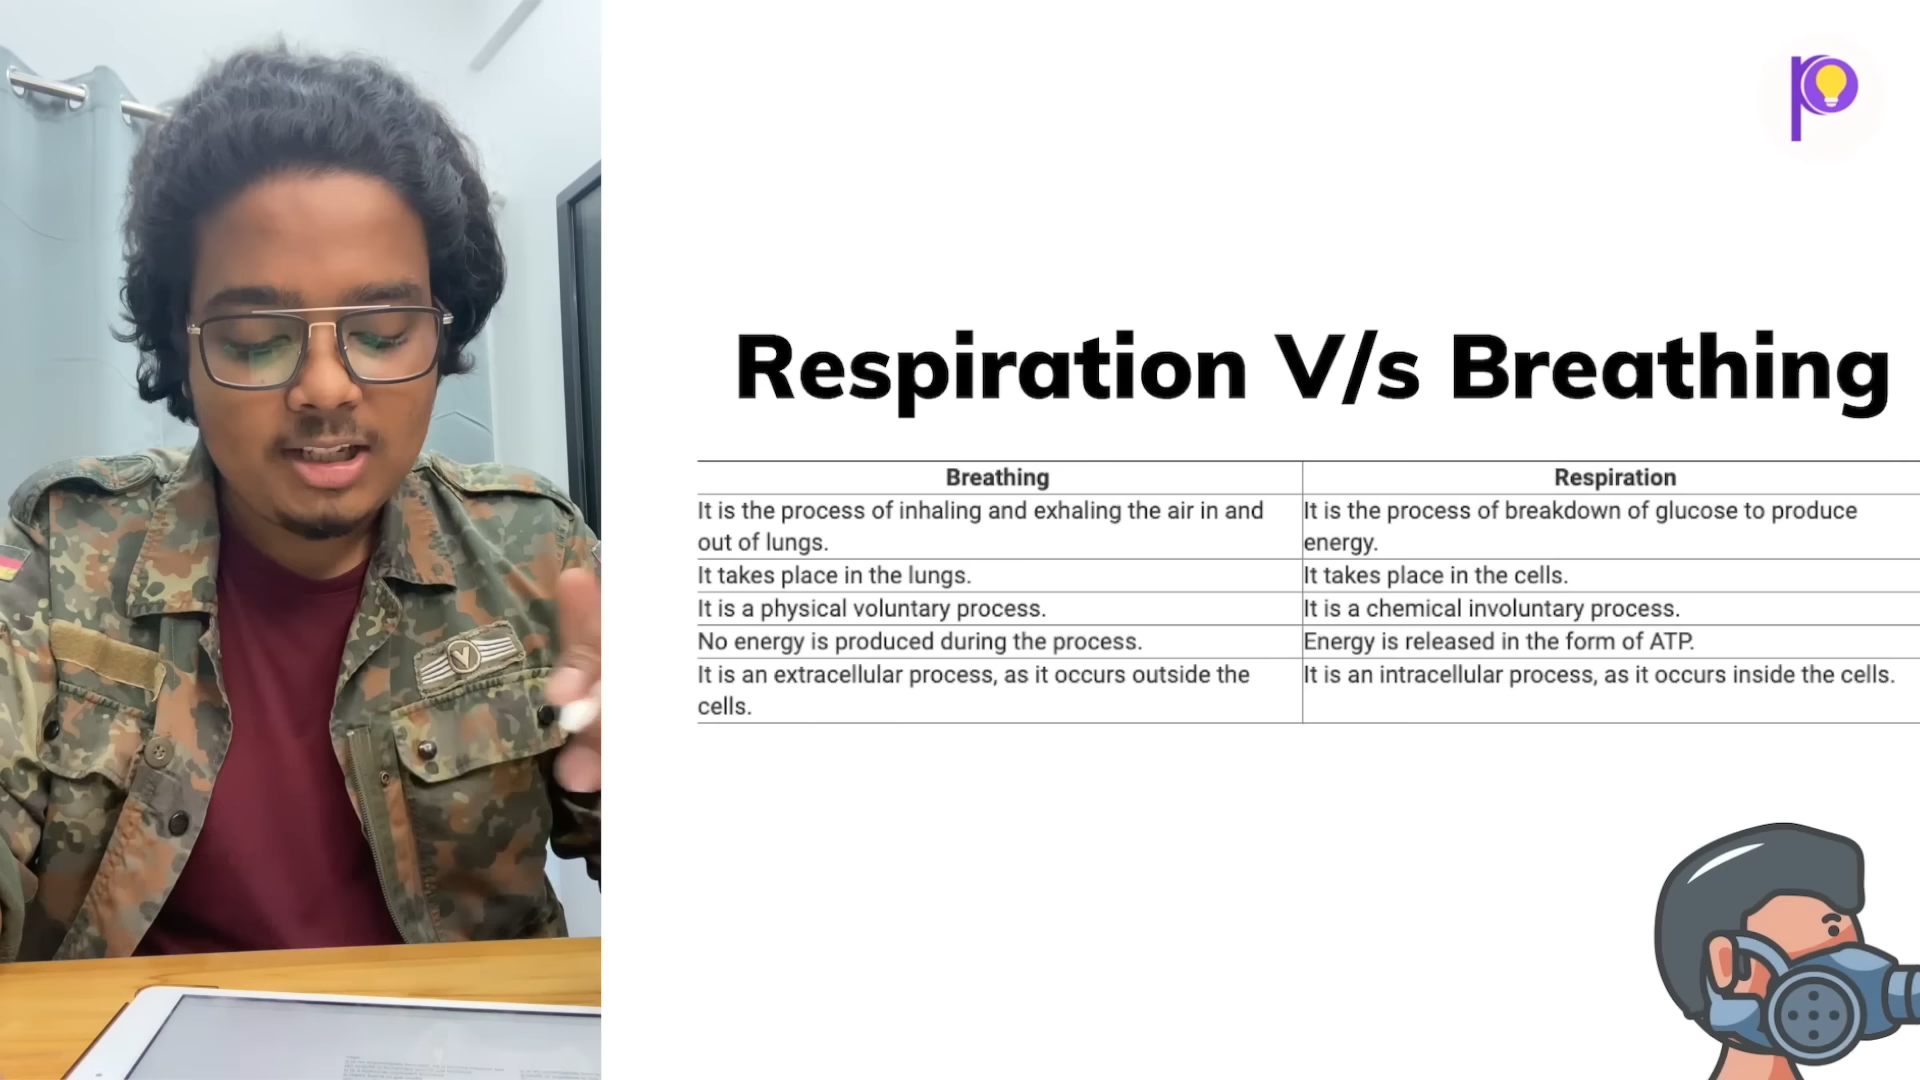 Respiration V/s Breathing
Breathing
Respiration
It is the process of inhaling and exhaling the air in and
out of lungs.
It is the process of breakdown of glucose to produce
energy.
It takes place in the lungs.
It takes place in the cells.
It is a physical voluntary process.
It is a chemical involuntary process.
No energy is produced during the process.
Energy is released in the form of ATP.
It is an extracellular process, as it occurs outside the
cells.
It is an intracellular process, as it occurs inside the cells.